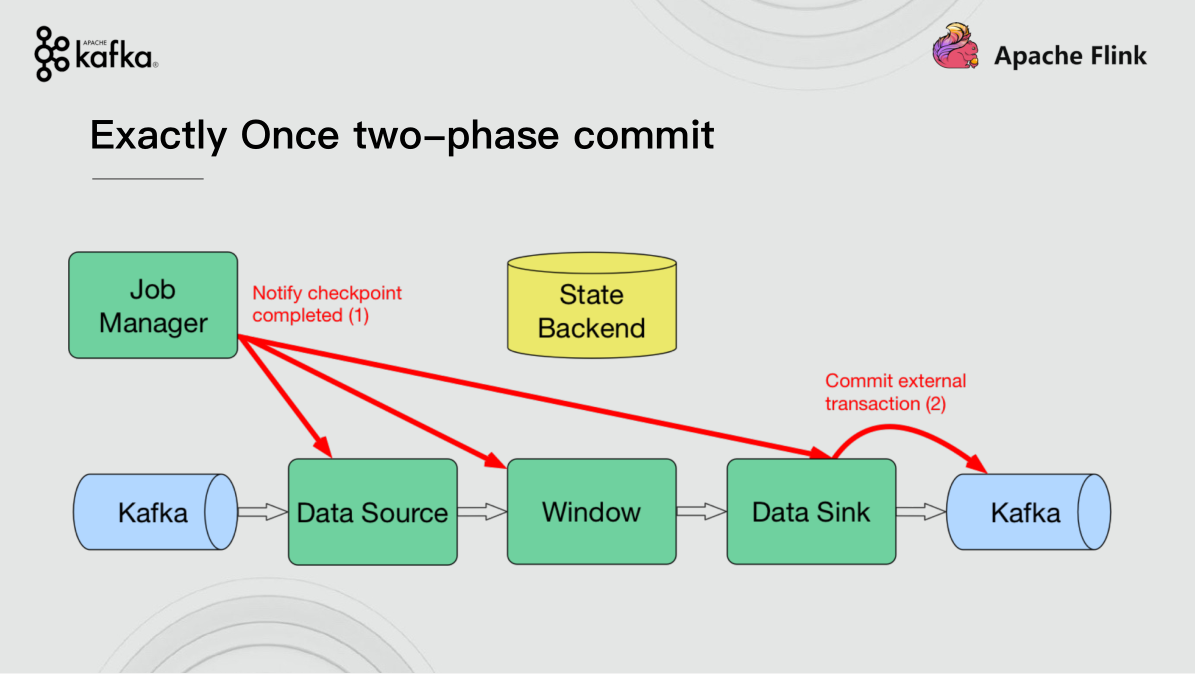 APACHE
kafka®
Apache Flink
Exactly Once two-phase commit
Job
Manager
Notify checkpoint
completed (1)
State
Backend
Commit external
transaction (2)
Kafka
Data Source
Window
Data Sink
Kafka